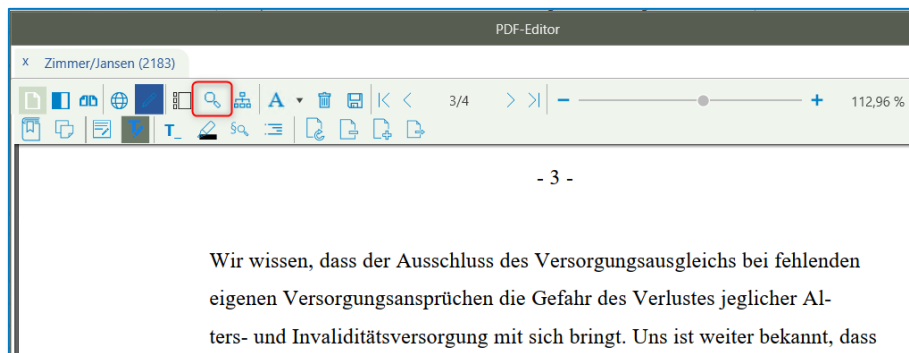 PDF-Editor
x Zimmer/Jansen (2183)
A 3/4 112,96 %
T_ §
- 3 -
Wir wissen, dass der Ausschluss des Versorgungsausgleichs bei fehlenden
eigenen Versorgungsansprüchen die Gefahr des Verlustes jeglicher Al-
ters- und Invaliditätsversorgung mit sich bringt. Uns ist weiter bekannt, dass